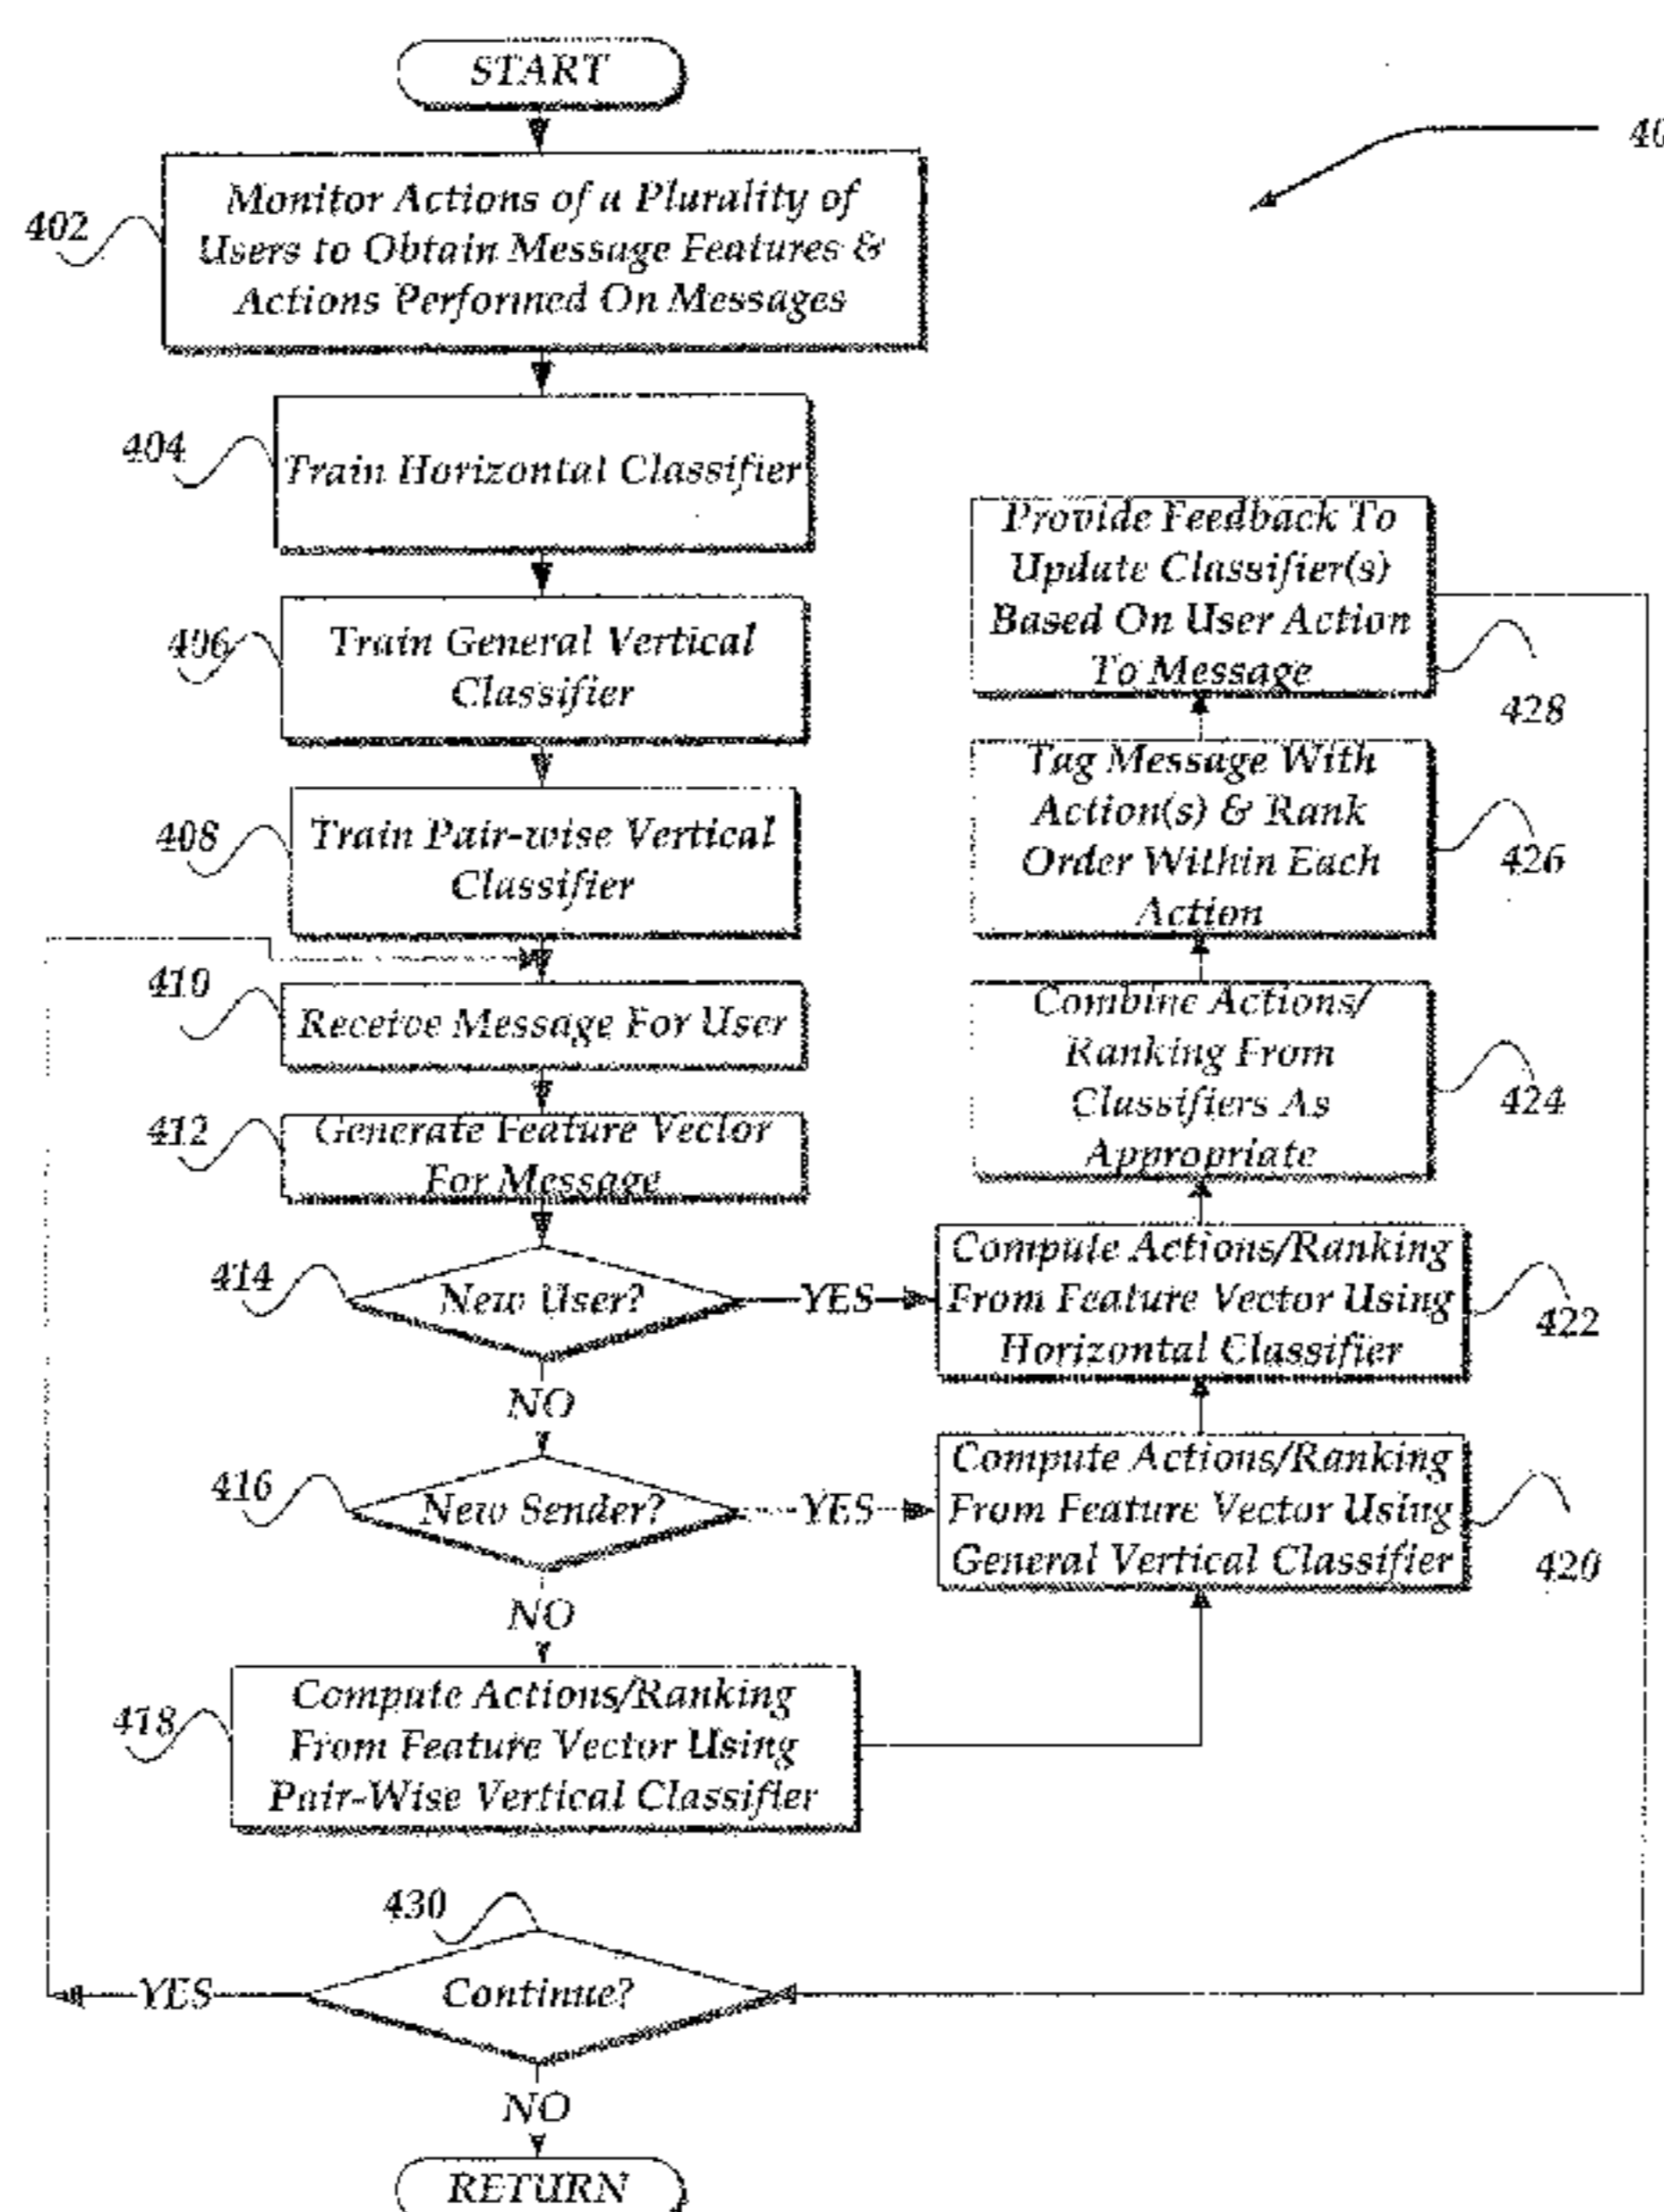 START
40
402
Monitor Actions of a Plurality of
Users to Obtain Message Features &
Actions Performed On Messages
404
Train Horizontal Classifier
406
Train General Vertical
Classifier
408
Train Pair-wise Vertical
Classifier
410
Receive Message For User
412
Generate Feature Vector
For Message
414
New User?
YES
NO
416
New Sender?
YES
NO
418
Compute Actions/Ranking
From Feature Vector Using
Pair-Wise Vertical Classifier
Compute Actions/Ranking
From Feature Vector Using
General Vertical Classifier
420
Compute Actions/Ranking
From Feature Vector Using
Horizontal Classifier
422
Combine Actions/
Ranking From
Classifiers As
Appropriate
424
Tag Message With
Action(s) & Rank
Order Within Each
Action
426
Provide Feedback To
Update Classifier(s)
Based On User Action
To Message
428
430
Continue?
YES
NO
RETURN